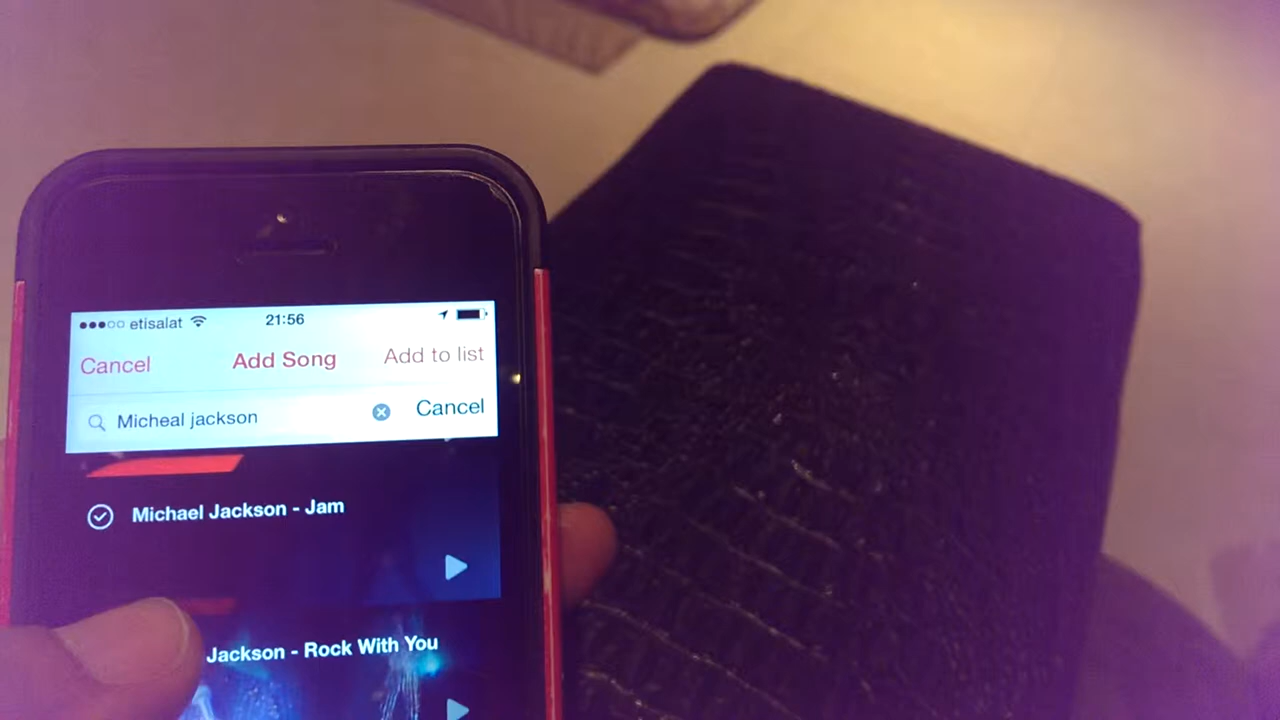 etisalat 21:56
Cancel Add Song Add to list
Micheal jackson Cancel
Michael Jackson - Jam
Jackson - Rock With You